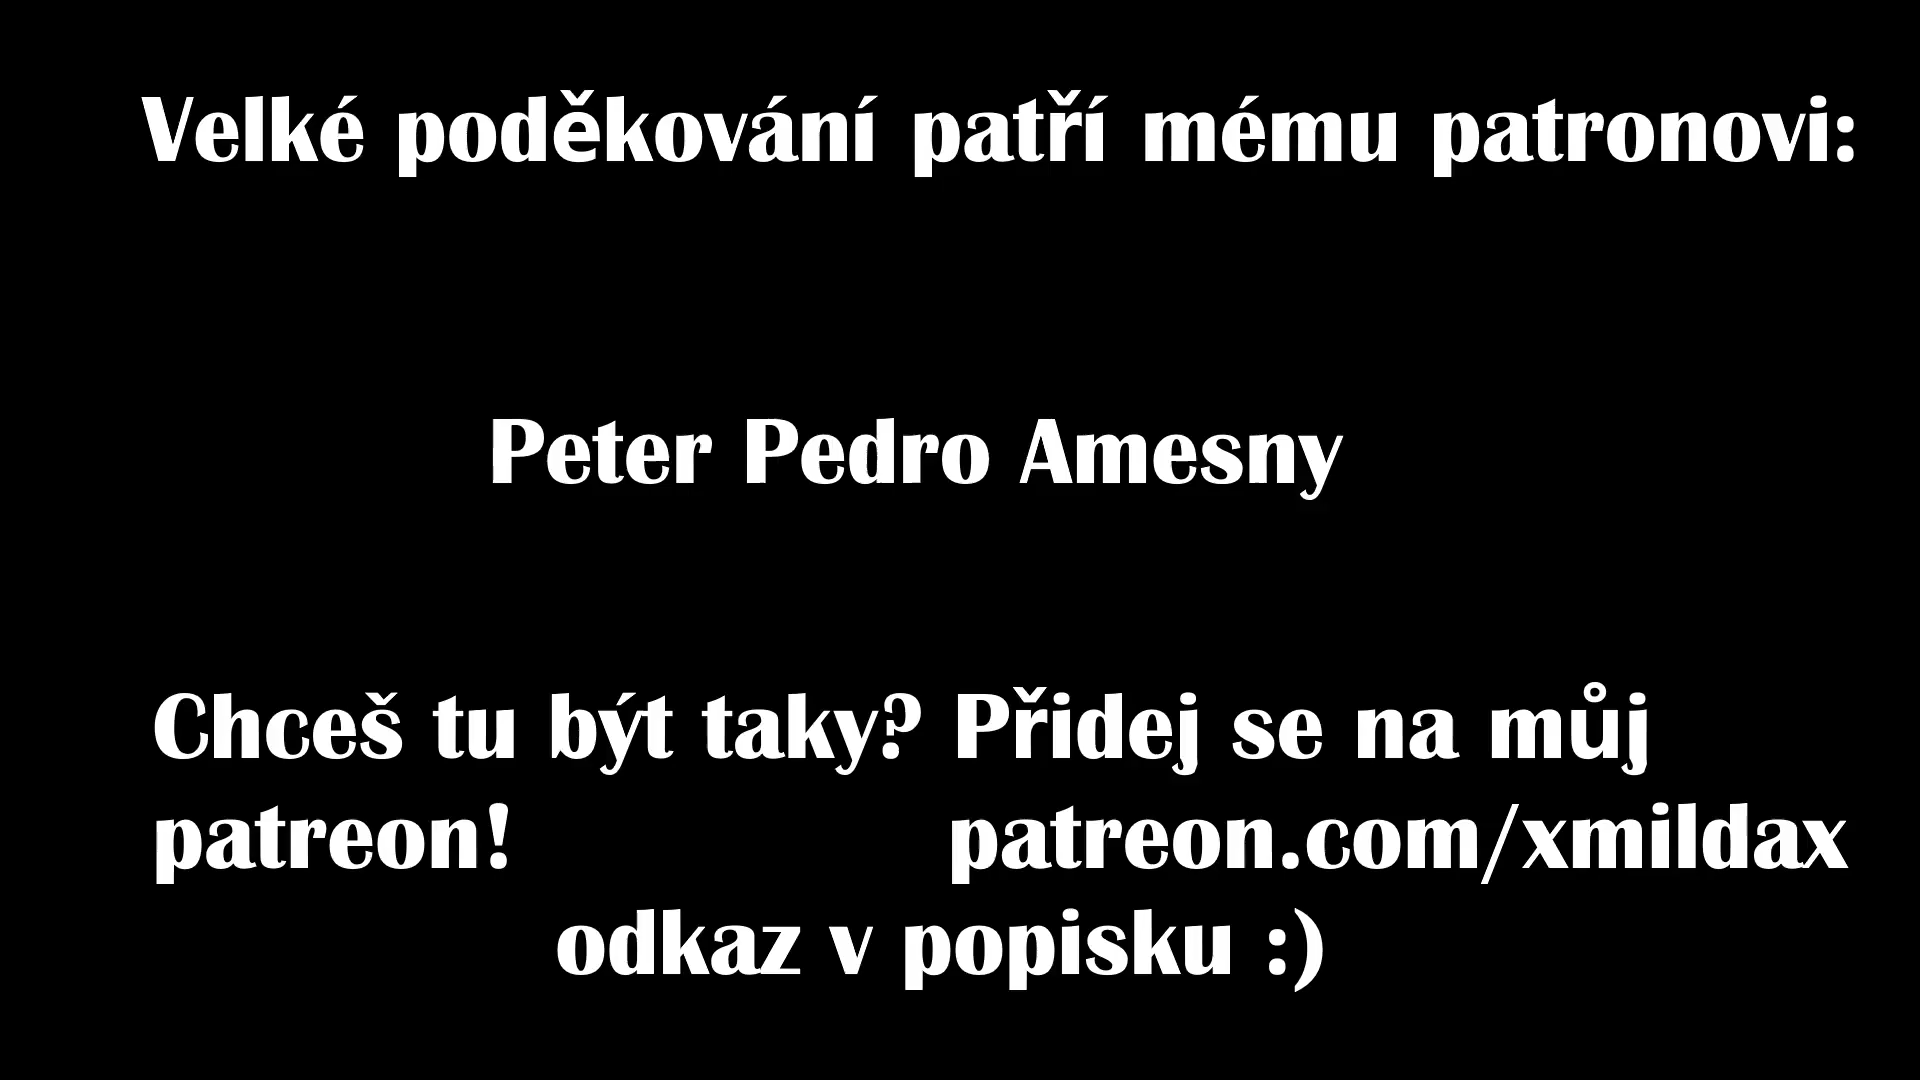 Velké poděkování patří mému patronovi:
Peter Pedro Amesny
Chceš tu být taky? Přidej se na můj
patreon! patreon.com/xmildax
odkaz v popisku :)